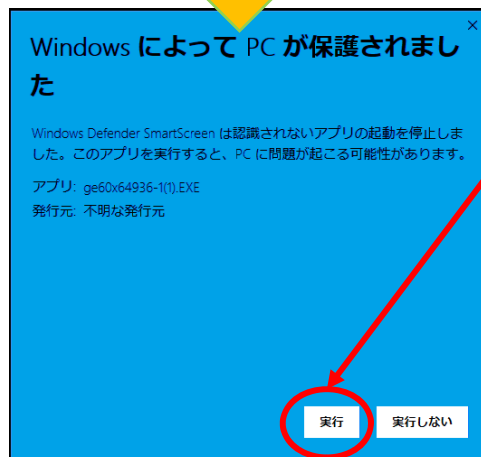 ×
Windows によって PC が保護されまし
た
Windows Defender SmartScreen は認識されないアプリの起動を停止しま
した。このアプリを実行すると、PC に問題が起こる可能性があります。
アプリ: ge60x64936-1(1).EXE
発行元: 不明な発行元
実行 実行しない